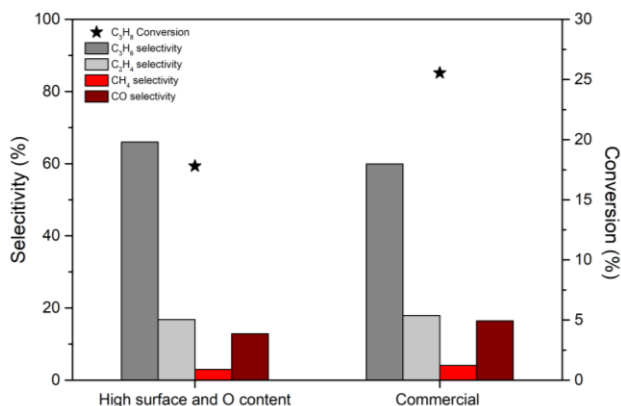 C₃H₈ Conversion
C₃H₆ selectivity
C₂H₄ selectivity
CH₄ selectivity
CO selectivity
Selecitivity (%)
100
80
60
40
20
0
Conversion (%)
30
25
20
15
10
5
0
High surface and O content
Commercial